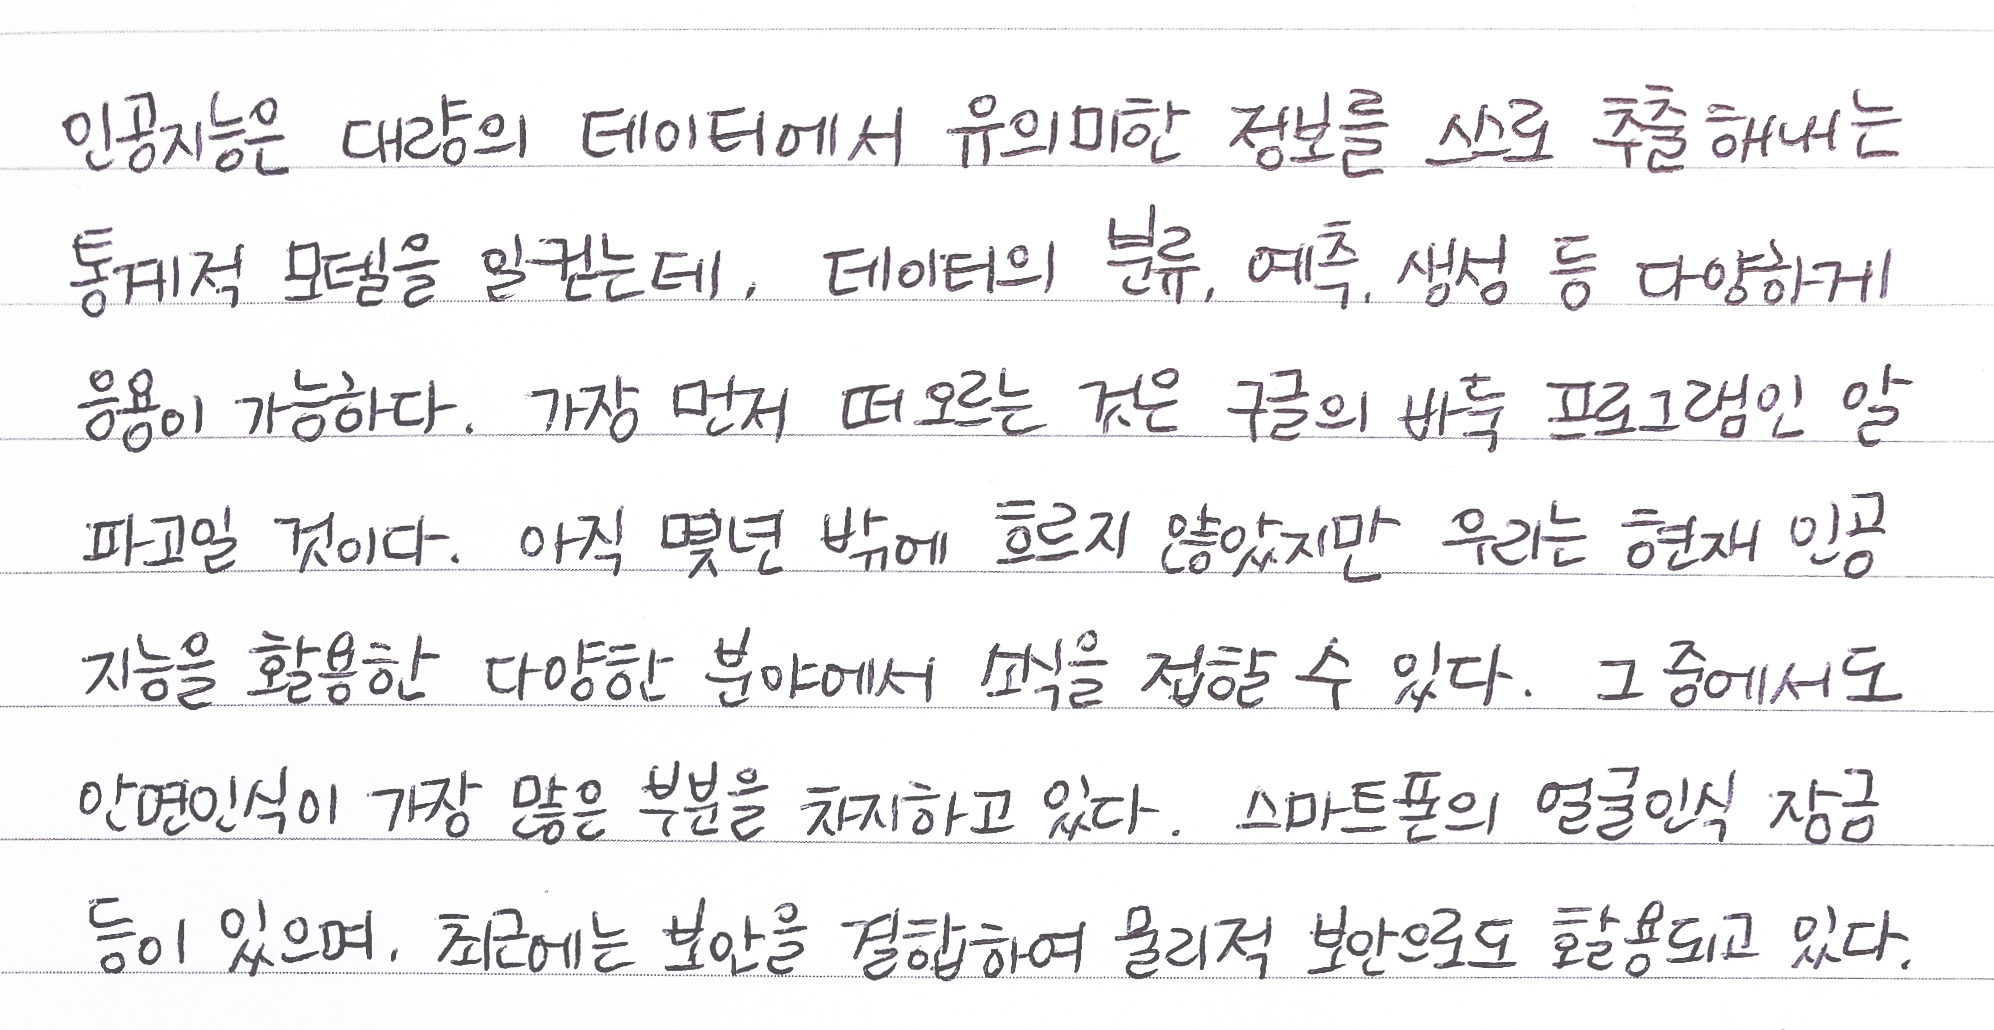 인공지능은 대량의 데이터에서 유의미한 정보를 스스로 추출해내는
통계적 모델을 일컫는데, 데이터의 분류, 예측, 생성 등 다양하게
응용이 가능하다. 가장 먼저 떠오르는 것은 구글의 바둑 프로그램인 알
파고일 것이다. 아직 몇년 밖에 흐르지 않았지만 우리는 현재 인공
지능을 활용한 다양한 분야에서 소식을 접할 수 있다. 그 중에서도
안면인식이 가장 많은 부분을 차지하고 있다. 스마트폰의 얼굴인식 잠금
등이 있으며, 최근에는 보안을 결합하여 물리적 보안으로도 활용되고 있다.